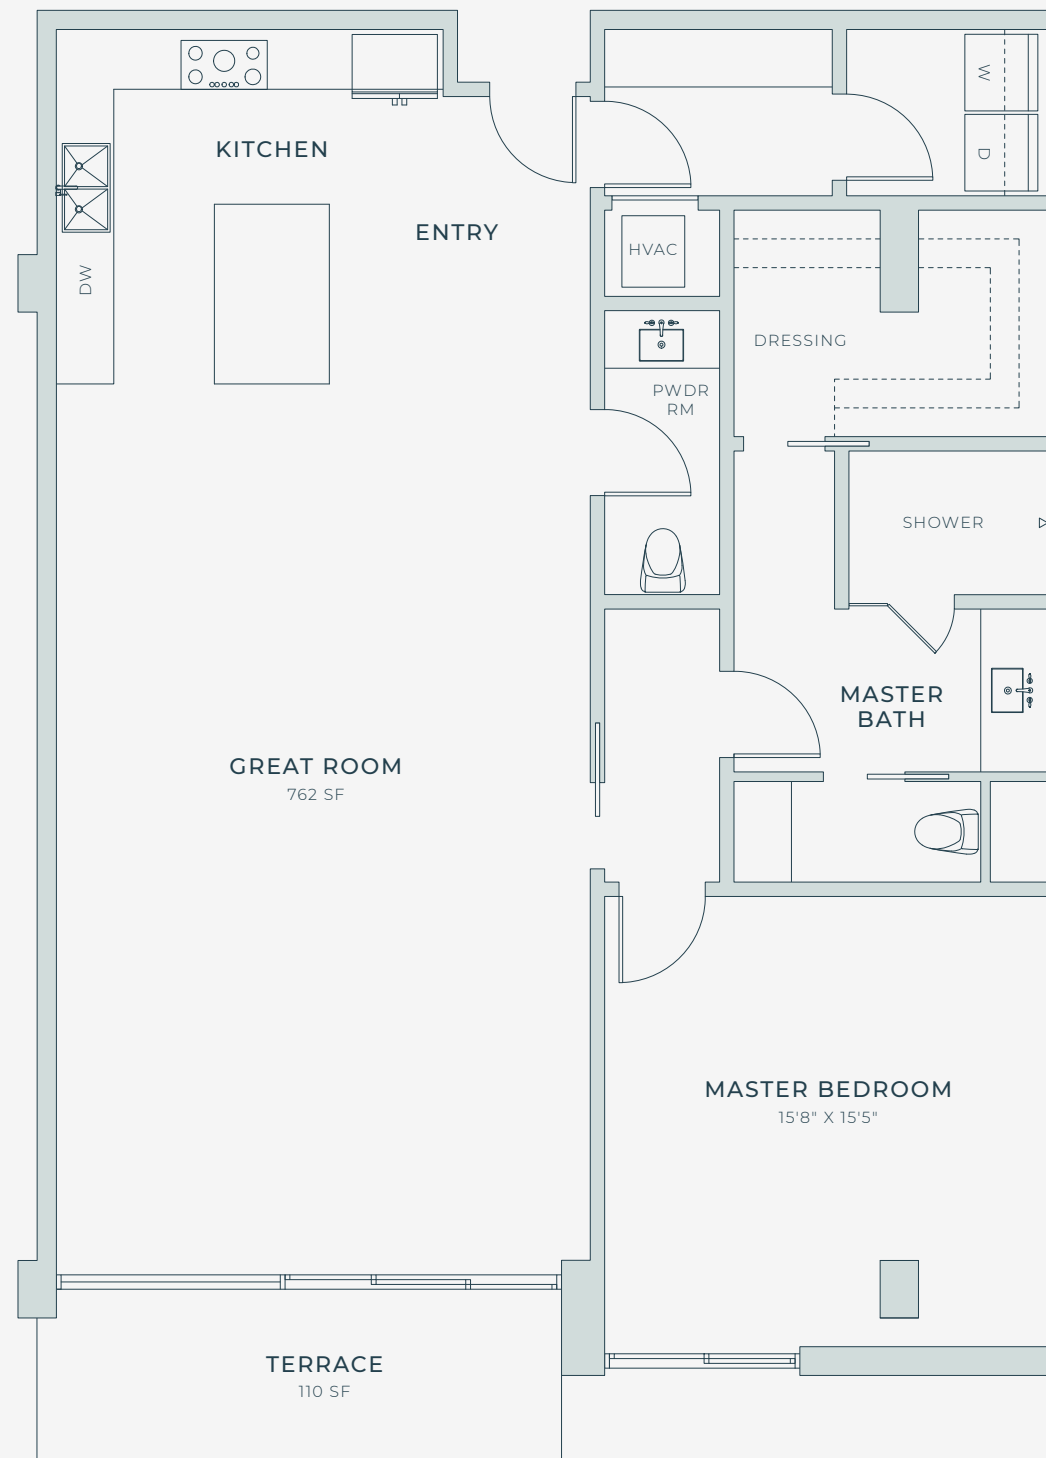 W
D
KITCHEN
ENTRY
HVAC
DW
DRESSING
PWDR
RM
SHOWER
MASTER
BATH
GREAT ROOM
762 SF
MASTER BEDROOM
15'8" X 15'5"
TERRACE
110 SF